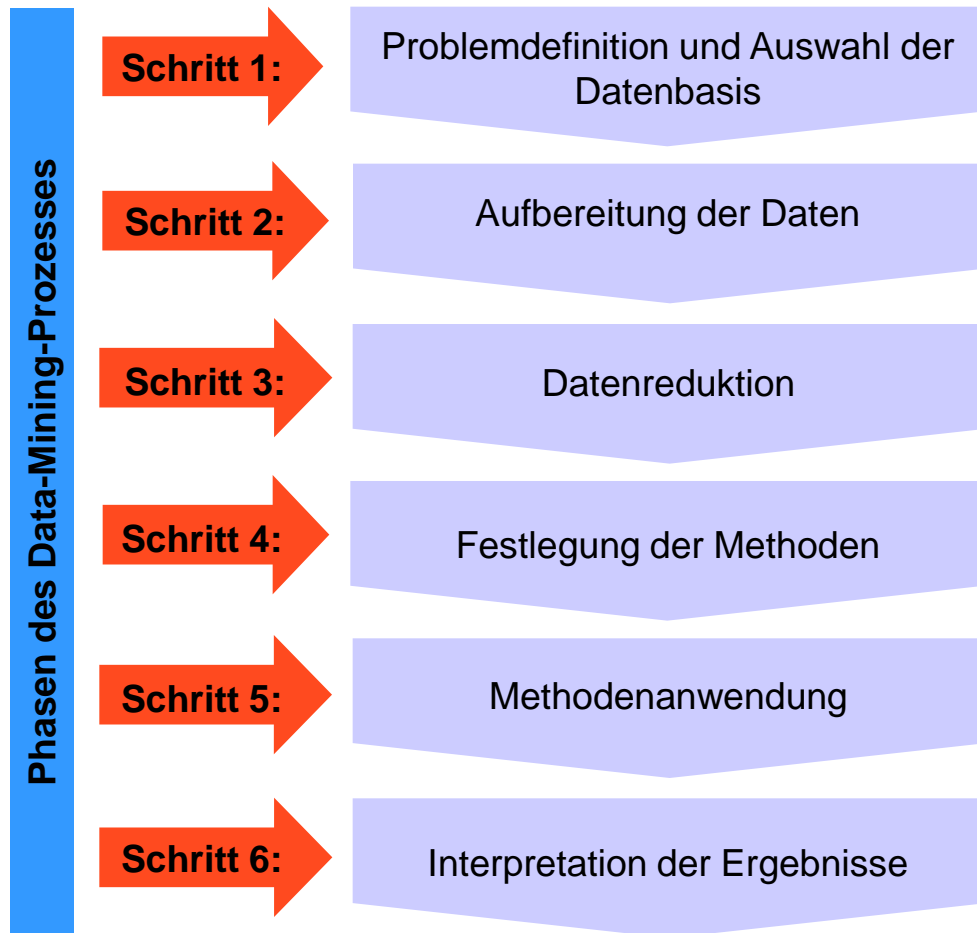 Phasen des Data-Mining-Prozesses
Schritt 1:
Problemdefinition und Auswahl der
Datenbasis
Schritt 2:
Aufbereitung der Daten
Schritt 3:
Datenreduktion
Schritt 4:
Festlegung der Methoden
Schritt 5:
Methodenanwendung
Schritt 6:
Interpretation der Ergebnisse